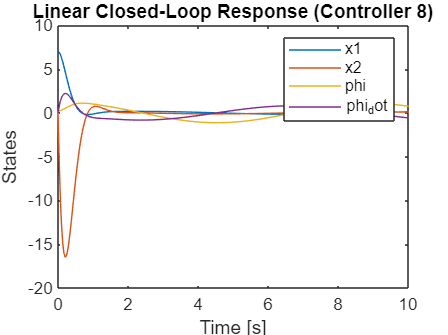 Linear Closed-Loop Response (Controller 8)
10
5
0
-5
-10
-15
-20
States
x1
x2
phi
phi_dot
0
2
4
6
8
10
Time [s]